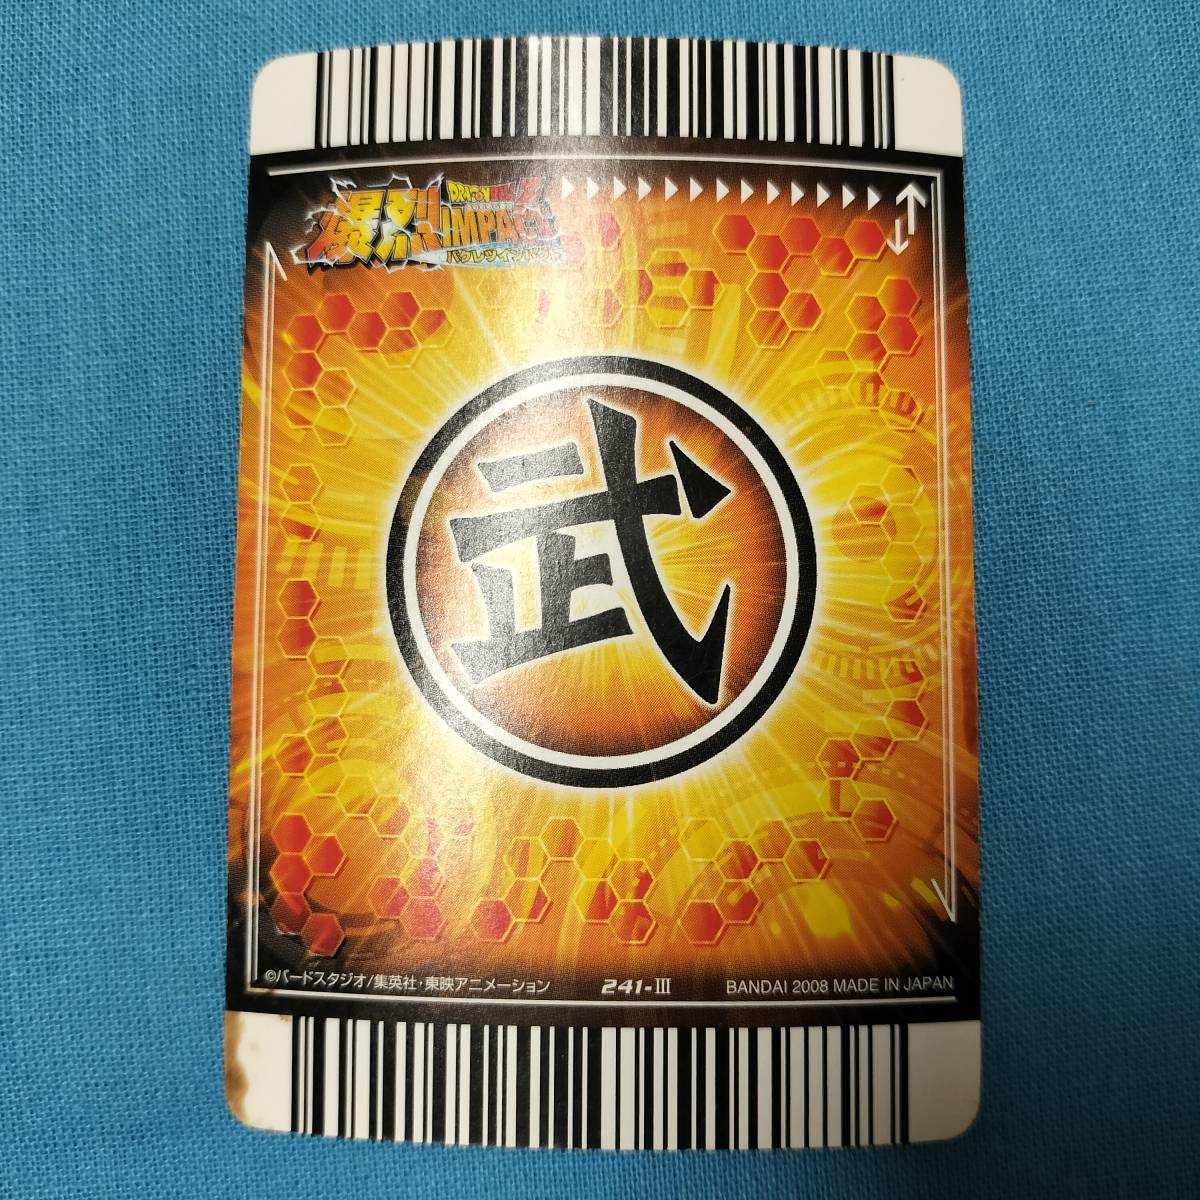 爆烈
DRAGON BALL Z
IMPACT
バクレツインパクト
武
©バードスタジオ/集英社・東映アニメーション 241-III BANDAI 2008 MADE IN JAPAN